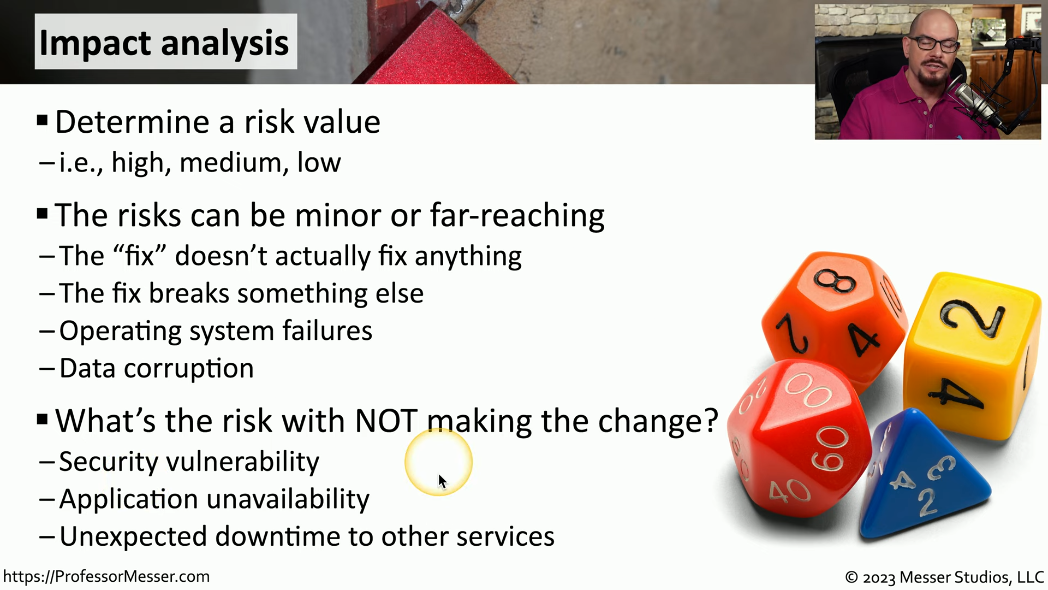 Impact analysis
▪ Determine a risk value
– i.e., high, medium, low
▪ The risks can be minor or far-reaching
– The “fix” doesn’t actually fix anything
– The fix breaks something else
– Operating system failures
– Data corruption
▪ What’s the risk with NOT making the change?
– Security vulnerability
– Application unavailability
– Unexpected downtime to other services
8
10
2
4
2
4
1
00
60
40
4
3
2
https://ProfessorMesser.com
© 2023 Messer Studios, LLC